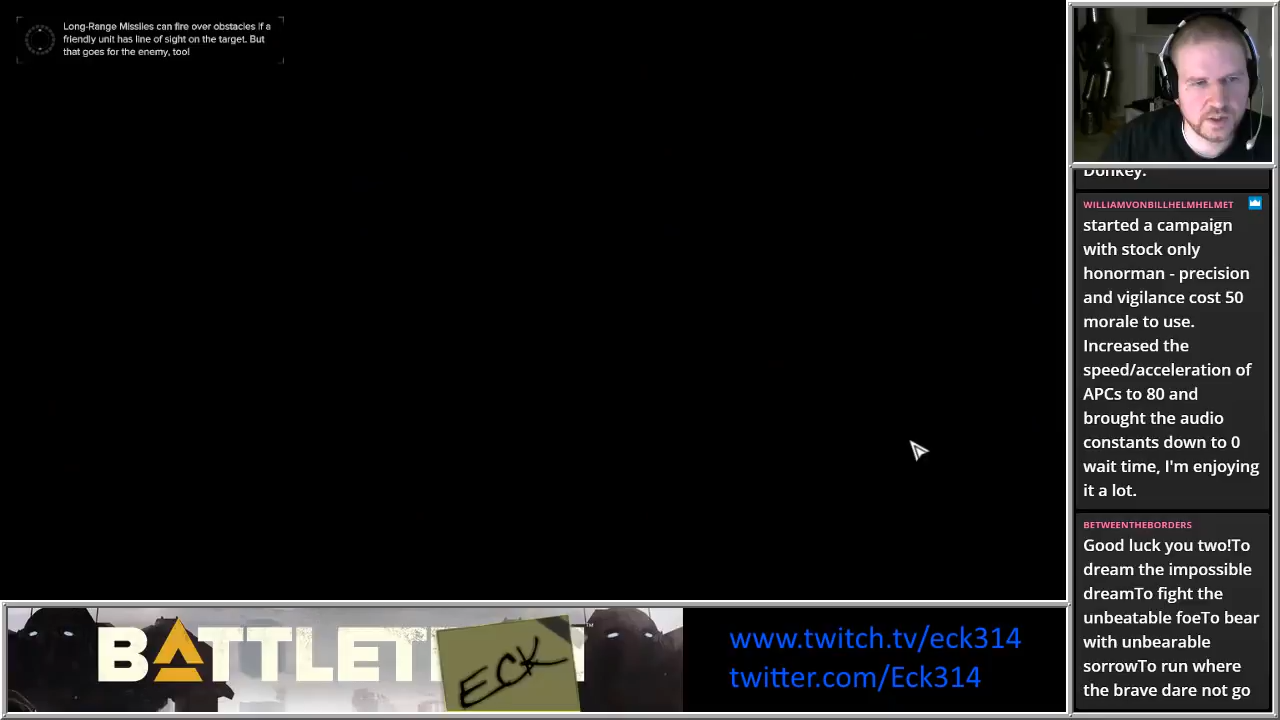 Long-Range Missiles can fire over obstacles if a
friendly unit has line of sight on the target. But
that goes for the enemy, too!
Donkey.
WILLIAMVONBILLHELMHELMET
started a campaign
with stock only
honorman - precision
and vigilance cost 50
morale to use.
Increased the
speed/acceleration of
APCs to 80 and
brought the audio
constants down to 0
wait time, I'm enjoying
it a lot.
BETWEENTHEBORDERS
Good luck you two!To
dream the impossible
dreamTo fight the
unbeatable foeTo bear
with unbearable
sorrowTo run where
the brave dare not go
BATTLETE
ECK
www.twitch.tv/eck314
twitter.com/Eck314